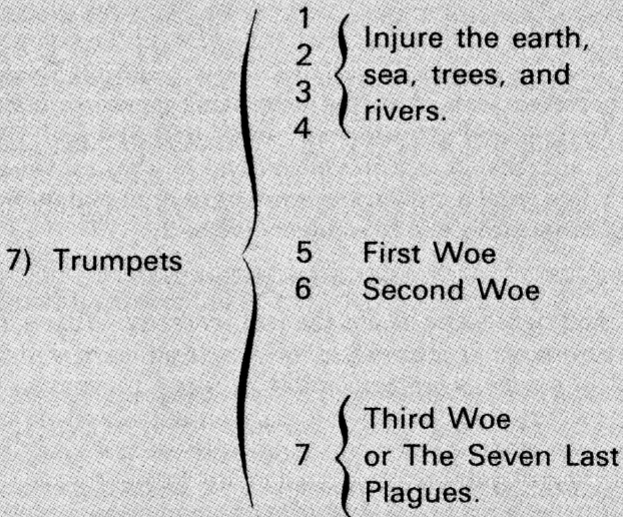 1
2
3
4
Injure the earth,
sea, trees, and
rivers.
7) Trumpets
5 First Woe
6 Second Woe
7
Third Woe
or The Seven Last
Plagues.